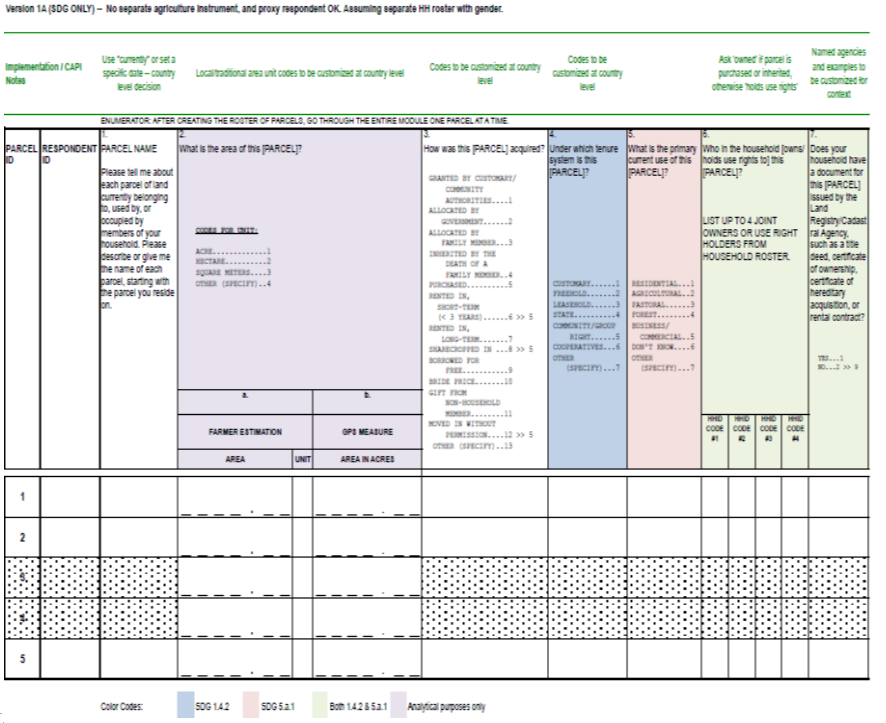 Version 1A (SDG ONLY) – No separate agriculture instrument, and proxy respondent OK. Assuming separate HH roster with gender.
Implementation / CAPI
Notes
Use "currently" or set a
specific date – country
level decision
Local/traditional area unit codes to be customized at country level
Codes to be customized at country
level
Codes to be
customized at country
level
Ask 'owned' if parcel is
purchased or inherited,
otherwise 'holds use rights'
Named agencies
and examples to
be customized for
context
ENUMERATOR: AFTER CREATING THE ROSTER OF PARCELS, GO THROUGH THE ENTIRE MODULE ONE PARCEL AT A TIME.
PARCEL
ID
RESPONDENT
ID
1.
PARCEL NAME
Please tell me about
each parcel of land
currently belonging
to, used by, or
occupied by
members of your
household. Please
describe or give me
the name of each
parcel, starting with
the parcel you reside
on.
2.
What is the area of this [PARCEL]?
CODES FOR UNIT:
ACRE.............1
HECTARE..........2
SQUARE METERS....3
OTHER (SPECIFY)..4
a.
FARMER ESTIMATION
AREA
UNIT
b.
GPS MEASURE
AREA IN ACRES
3.
How was this [PARCEL] acquired?
GRANTED BY CUSTOMARY/
COMMUNITY
AUTHORITIES....1
ALLOCATED BY
GOVERNMENT.....2
ALLOCATED BY
FAMILY MEMBER...3
INHERITED BY THE
DEATH OF A
FAMILY MEMBER..4
PURCHASED..........5
RENTED IN,
SHORT-TERM
(< 3 YEARS)......6 >> 5
RENTED IN,
LONG-TERM.......7
SHARECROPPED IN ...8 >> 5
BORROWED FOR
FREE...........9
BRIDE PRICE.......10
GIFT FROM
NON-HOUSEHOLD
MEMBER........11
MOVED IN WITHOUT
PERMISSION....12 >> 5
OTHER (SPECIFY)..13
4.
Under which tenure
system is this
[PARCEL]?
CUSTOMARY......1
FREEHOLD.......2
LEASEHOLD......3
STATE..........4
COMMUNITY/GROUP
RIGHT......5
COOPERATIVES...6
OTHER
(SPECIFY)...7
5.
What is the primary
current use of this
[PARCEL]?
RESIDENTIAL....1
AGRICULTURAL..2
PASTORAL......3
FOREST........4
BUSINESS/
COMMERCIAL..5
DON'T KNOW....6
OTHER
(SPECIFY)...7
6.
Who in the household [owns/
holds use rights to] this
[PARCEL]?
LIST UP TO 4 JOINT
OWNERS OR USE RIGHT
HOLDERS FROM
HOUSEHOLD ROSTER.
HHID
CODE
#1
HHID
CODE
#2
HHID
CODE
#3
HHID
CODE
#4
7.
Does your
household have
a document for
this [PARCEL]
issued by the
Land
Registry/Cadast
ral Agency,
such as a title
deed, certificate
of ownership,
certificate of
hereditary
acquisition, or
rental contract?
YES...1
NO...2 >> 9
1
2
3
4
5
Color Codes:
SDG 1.4.2
SDG 5.a.1
Both 1.4.2 & 5.a.1
Analytical purposes only